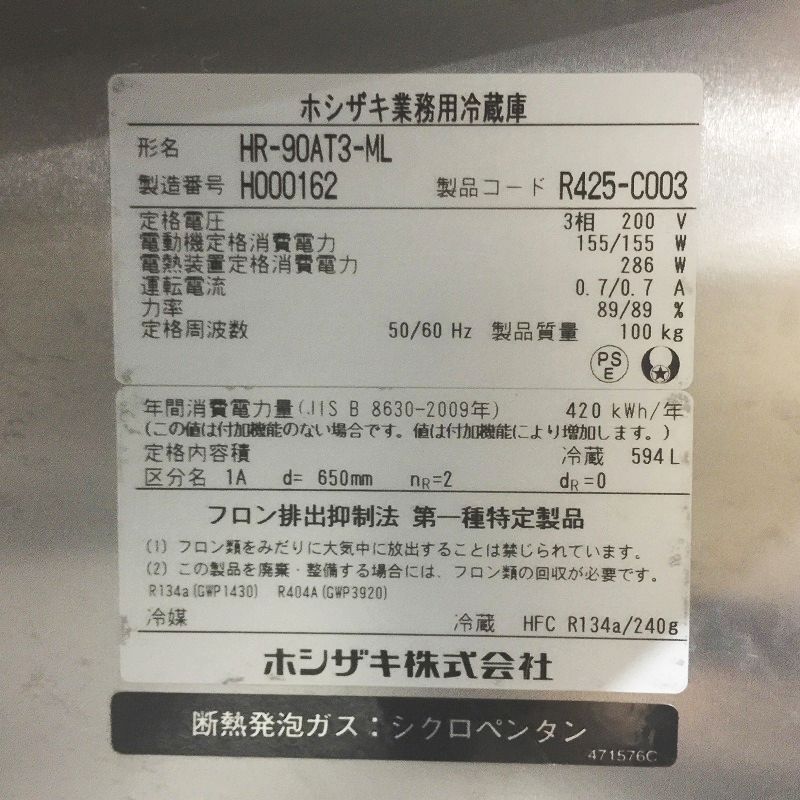 ホシザキ業務用冷蔵庫
形名 HR-90AT3-ML
製造番号 H000162 製品コード R425-C003
定格電圧 3相 200 V
電動機定格消費電力 155/155 W
電熱装置定格消費電力 286 W
運転電流 0.7/0.7 A
力率 89/89 %
定格周波数 50/60 Hz 製品質量 100 kg
PSE
年間消費電力量(JIS B 8630-2009年) 420 kWh/年
(この値は付加機能のない場合です。値は付加機能により増加します。)
定格内容積 冷蔵 594 L
区分名 1A d= 650mm nR=2 dR=0
フロン排出抑制法 第一種特定製品
(1) フロン類をみだりに大気中に放出することは禁じられています。
(2) この製品を廃棄・整備する場合には、フロン類の回収が必要です。
R134a(GWP1430) R404A(GWP3920)
冷媒 冷蔵 HFC R134a/240g
ホシザキ株式会社
断熱発泡ガス：シクロペンタン
471576C